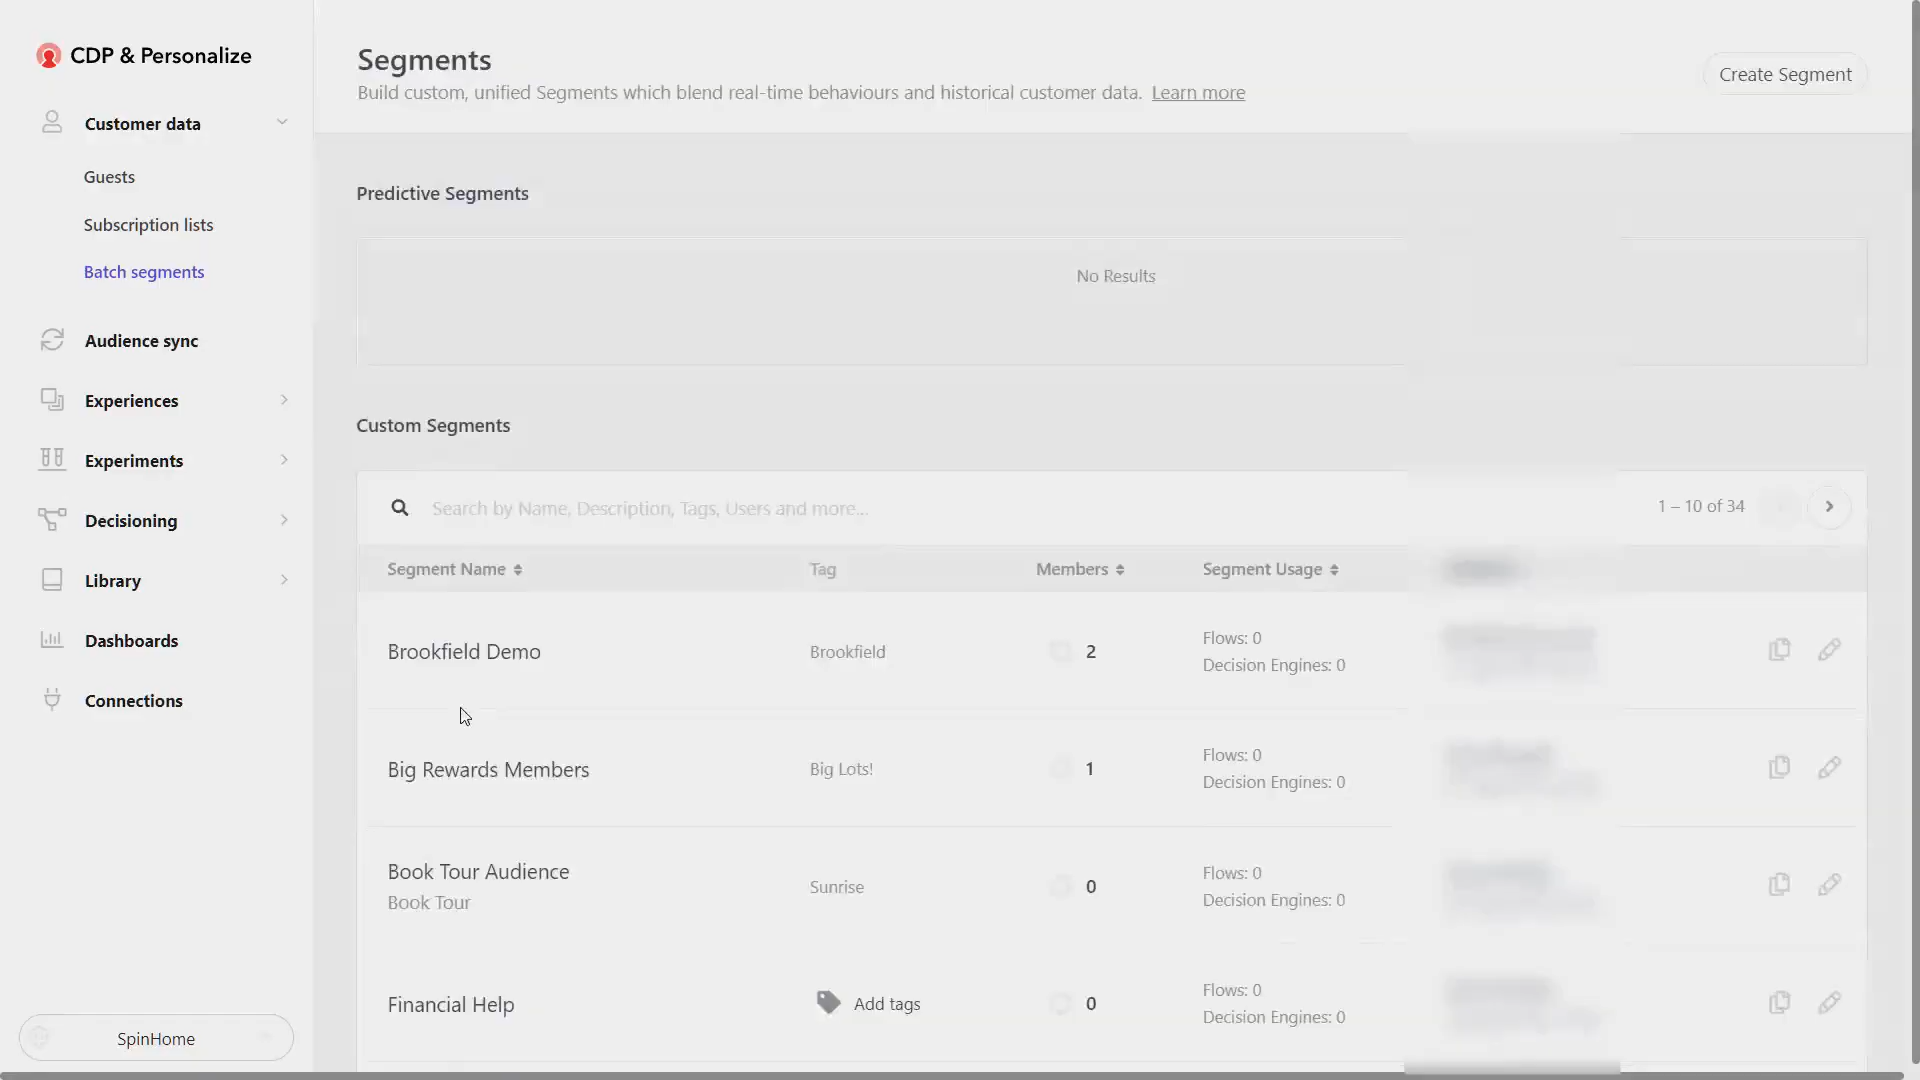 CDP & Personalize
Customer data
Guests
Subscription lists
Batch segments
Audience sync
Experiences
Experiments
Decisioning
Library
Dashboards
Connections
SpinHome
Segments
Build custom, unified Segments which blend real-time behaviours and historical customer data. Learn more
Create Segment
Predictive Segments
No Results
Custom Segments
Search by Name, Description, Tags, Users and more...
1 – 10 of 34
Segment Name Tag Members Segment Usage
Brookfield Demo Brookfield 2 Flows: 0
Decision Engines: 0
Big Rewards Members Big Lots! 1 Flows: 0
Decision Engines: 0
Book Tour Audience Sunrise 0 Flows: 0
Book Tour Decision Engines: 0
Financial Help Add tags 0 Flows: 0
Decision Engines: 0